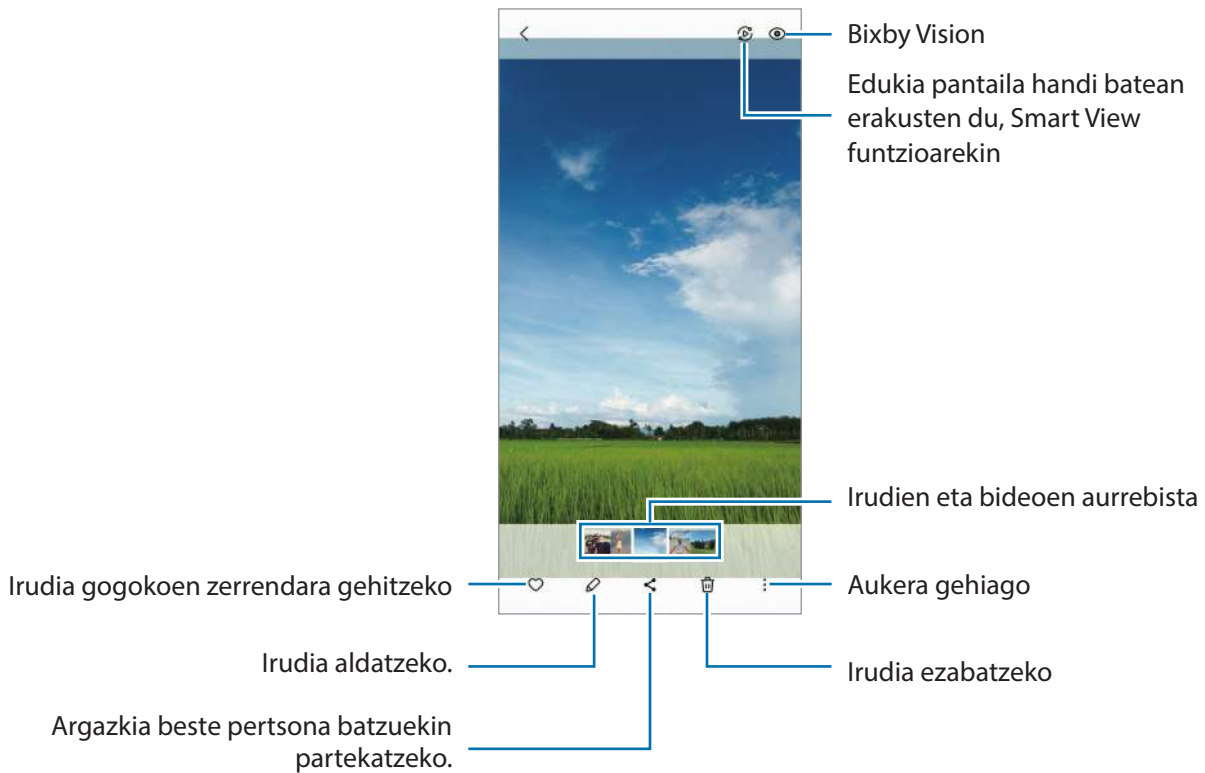 Bixby Vision
Edukia pantaila handi batean
erakusten du, Smart View
funtzioarekin
Irudien eta bideoen aurrebista
Irudia gogokoen zerrendara gehitzeko
Aukera gehiago
Irudia aldatzeko.
Irudia ezabatzeko
Argazkia beste pertsona batzuekin
partekatzeko.